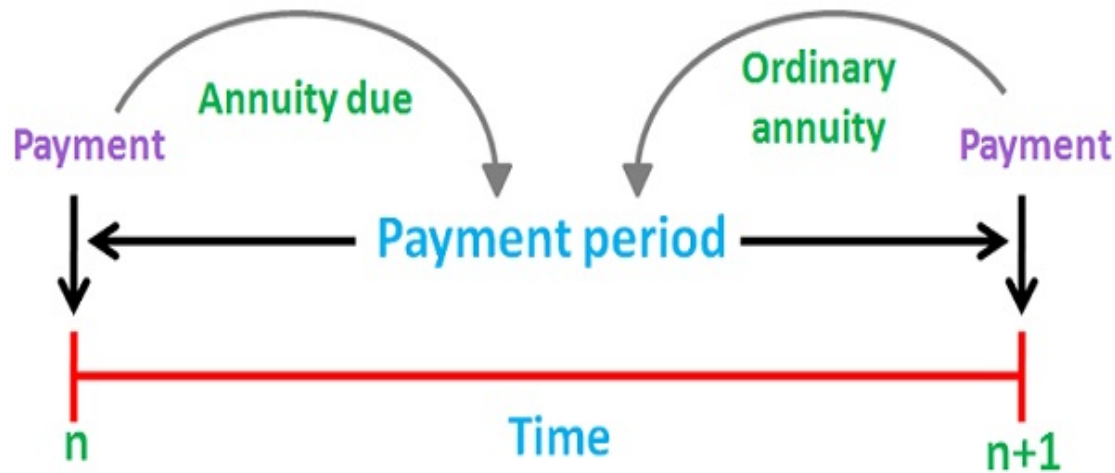 Annuity due
Ordinary
annuity
Payment
Payment
Payment period
Time
n
n+1